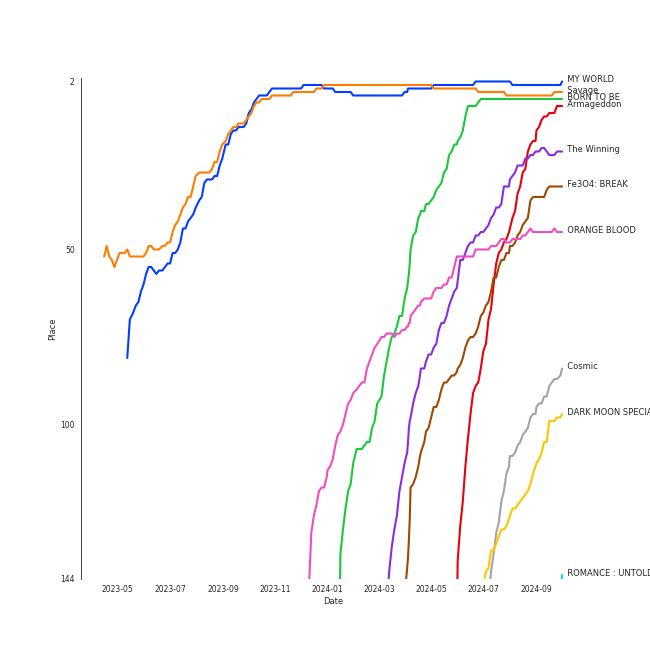 2
MY WORLD
Savage
BORN TO BE
Armageddon
The Winning
Fe3O4: BREAK
ORANGE BLOOD
50
Place
Cosmic
DARK MOON SPECIA
100
ROMANCE : UNTOLD
144
2023-05 2023-07 2023-09 2023-11 2024-01 2024-03 2024-05 2024-07 2024-09
Date